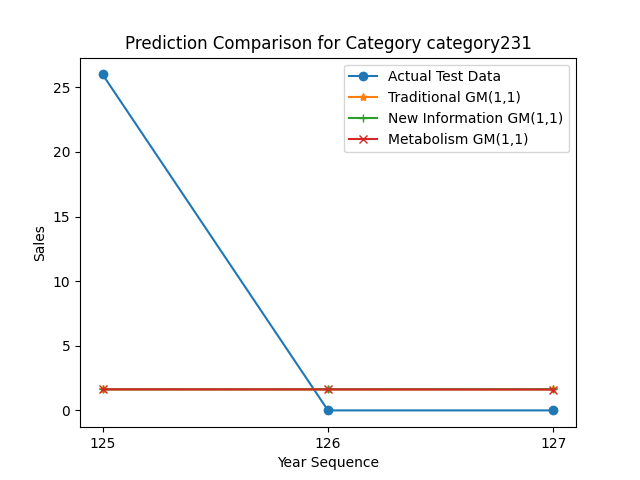 Prediction Comparison for Category category231
Actual Test Data
Traditional GM(1,1)
New Information GM(1,1)
Metabolism GM(1,1)
25
20
15
10
5
0
Sales
125
126
127
Year Sequence